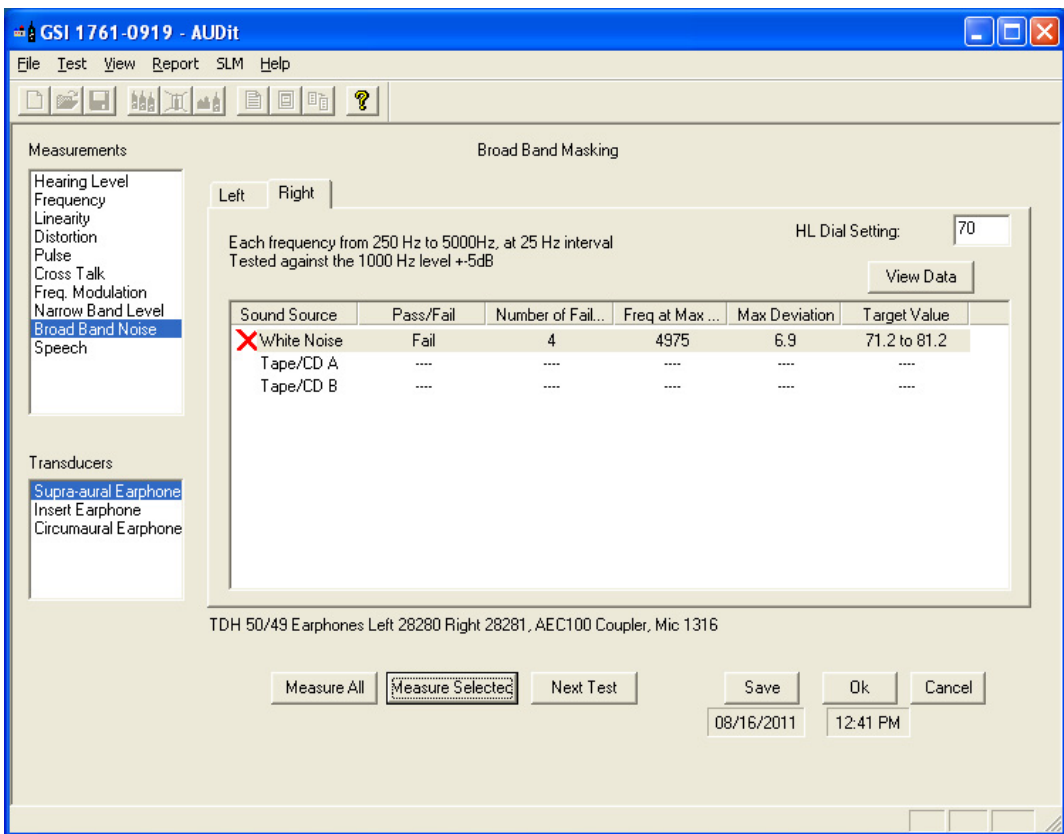 GSI 1761-0919 - AUDit
File Test View Report SLM Help
Measurements
Hearing Level
Frequency
Linearity
Distortion
Pulse
Cross Talk
Freq. Modulation
Narrow Band Level
Broad Band Noise
Speech
Transducers
Supra-aural Earphone
Insert Earphone
Circumaural Earphone
Broad Band Masking
Left Right
Each frequency from 250 Hz to 5000Hz, at 25 Hz interval
Tested against the 1000 Hz level +-5dB
HL Dial Setting: 70
View Data
Sound Source Pass/Fail Number of Fail... Freq at Max ... Max Deviation Target Value
White Noise Fail 4 4975 6.9 71.2 to 81.2
Tape/CD A ---- ---- ---- ---- ----
Tape/CD B ---- ---- ---- ---- ----
TDH 50/49 Earphones Left 28280 Right 28281, AEC100 Coupler, Mic 1316
Measure All Measure Selected Next Test Save Ok Cancel
08/16/2011 12:41 PM